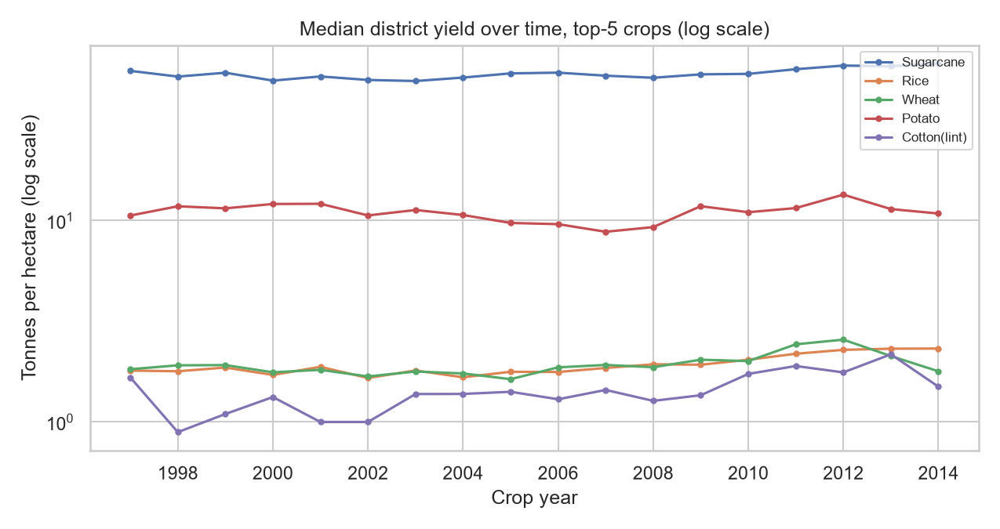 Median district yield over time, top-5 crops (log scale)
Tonnes per hectare (log scale)
10¹
10⁰
Sugarcane
Rice
Wheat
Potato
Cotton(lint)
1998 2000 2002 2004 2006 2008 2010 2012 2014
Crop year